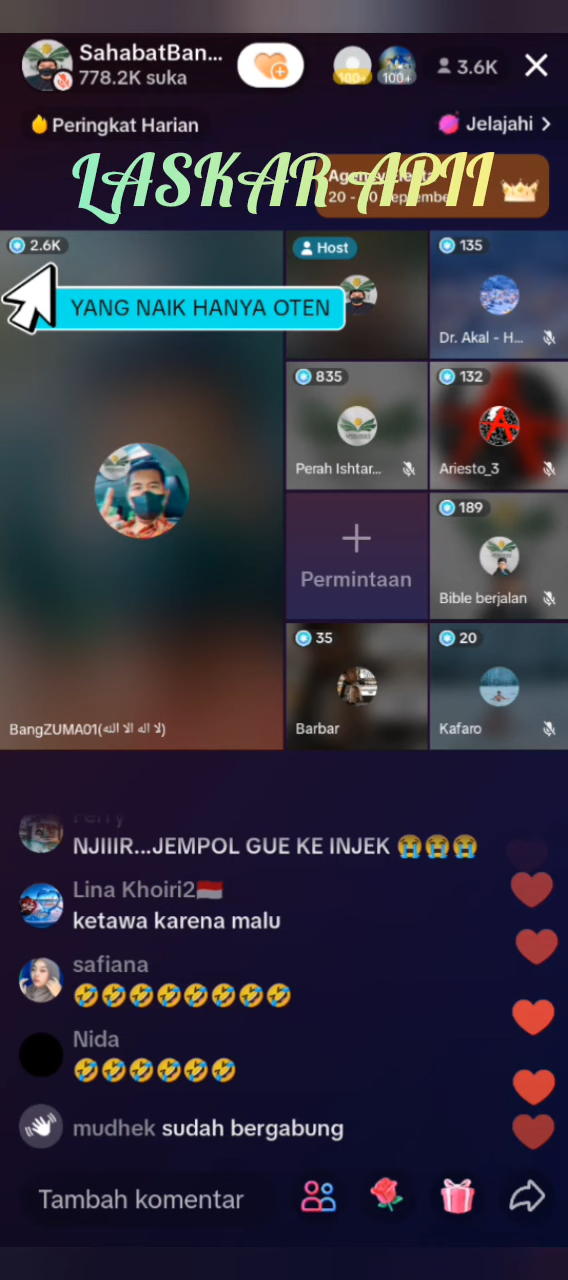 SahabatBan...
778.2K suka
100+
100+
3.6K
Peringkat Harian
Jelajahi
LASKAR APII
20 -
2.6K
YANG NAIK HANYA OTEN
Host
135
Dr. Akal - H...
835
Perah Ishtar...
132
Ariesto_3
Permintaan
189
Bible berjalan
BangZUMA01(لا اله الا الله)
35
Barbar
20
Kafaro
Ferry
NJIIIR...JEMPOL GUE KE INJEK 😭😭😭
Lina Khoiri2🇮🇩
ketawa karena malu
safiana
🤣🤣🤣🤣🤣🤣🤣🤣
Nida
🤣🤣🤣🤣🤣🤣
mudhek sudah bergabung
Tambah komentar